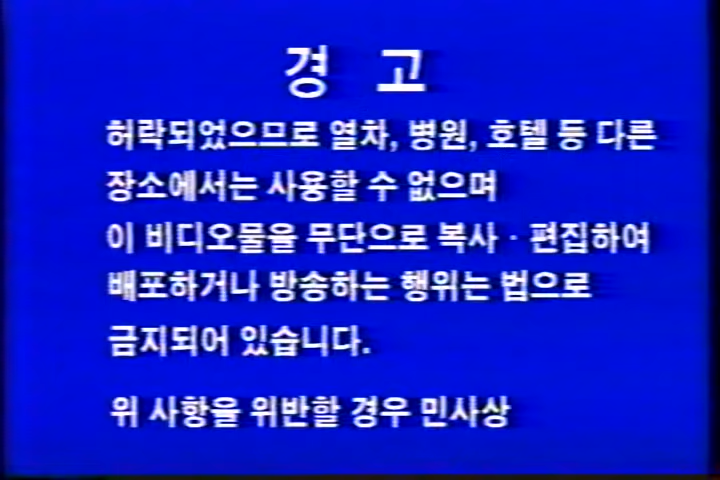 경 고
허락되었으므로 열차, 병원, 호텔 등 다른
장소에서는 사용할 수 없으며
이 비디오물을 무단으로 복사 · 편집하여
배포하거나 방송하는 행위는 법으로
금지되어 있습니다.
위 사항을 위반할 경우 민사상